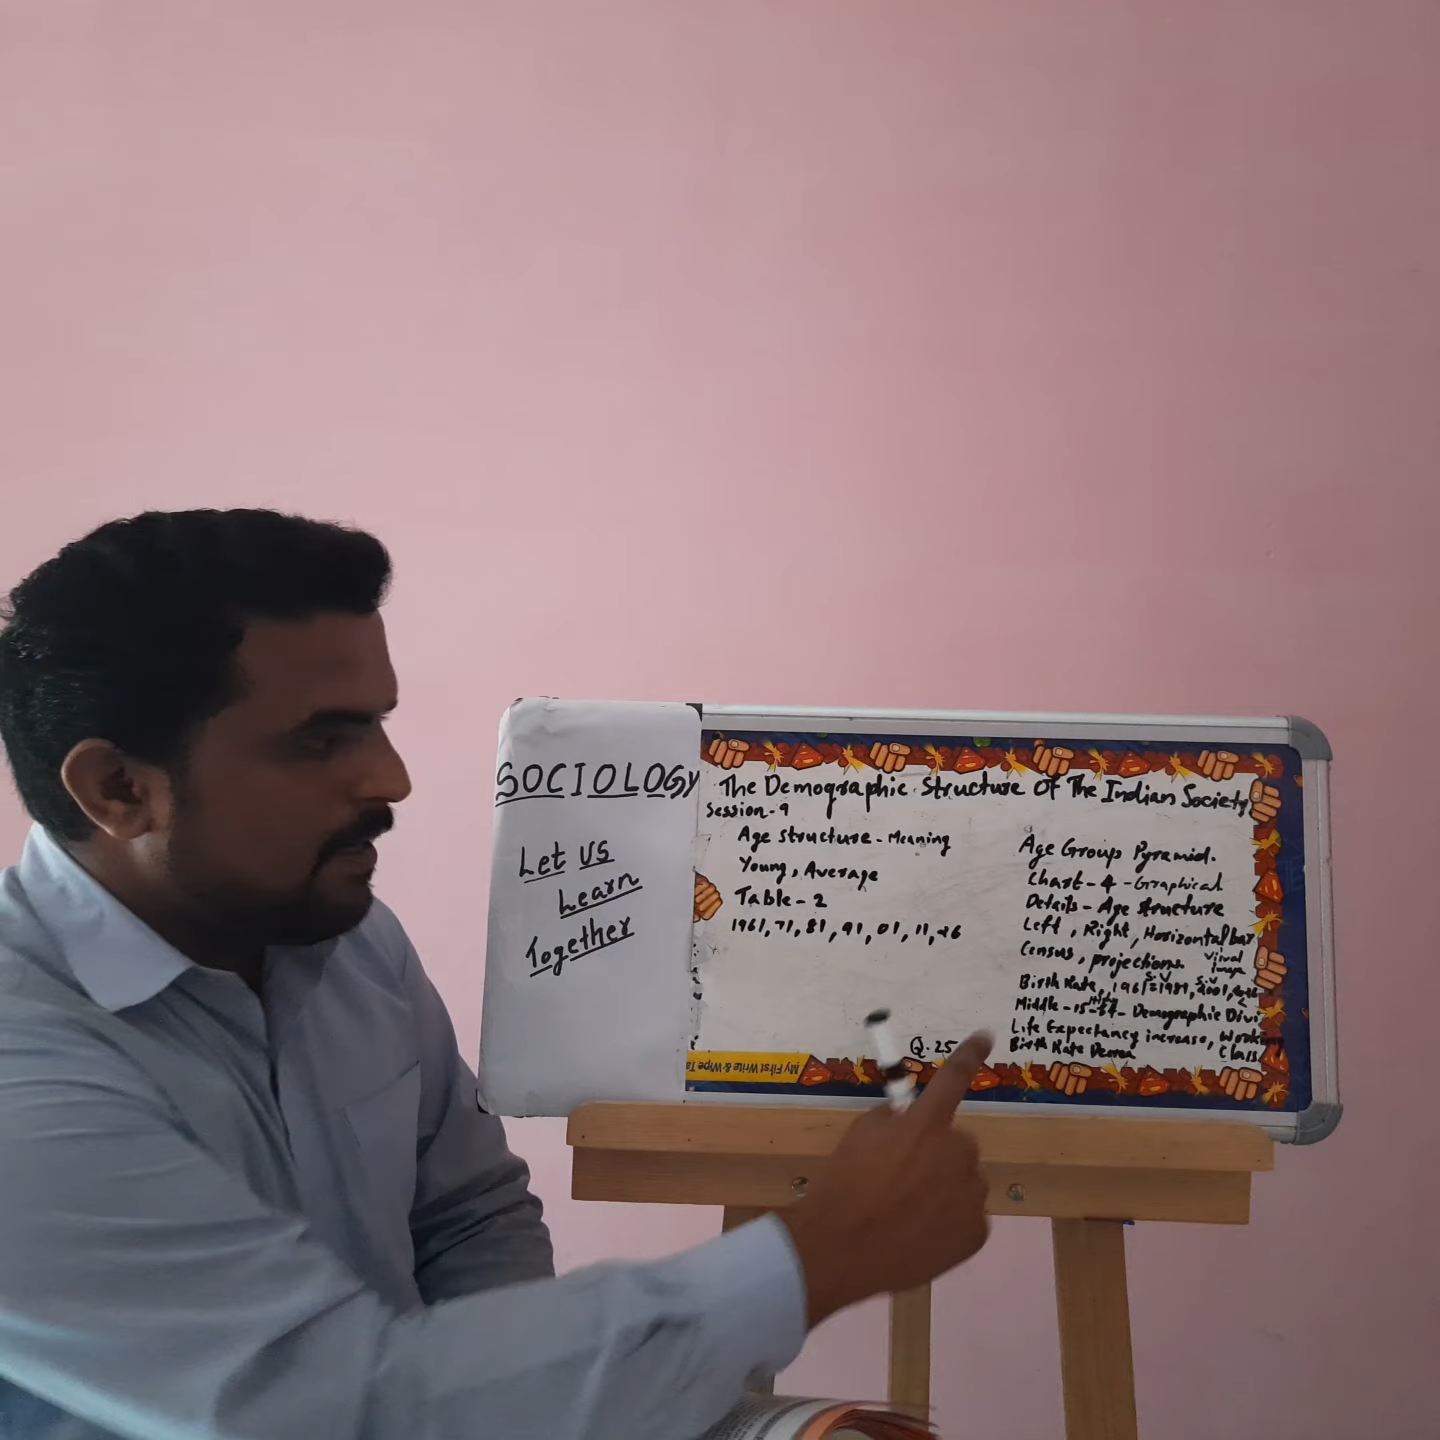 SOCIOLOGY
Let US
Learn
Together
The Demographic Structure Of The Indian Society
Session-9
Age structure - Meaning
Young, Average
Table - 2
1961, 71, 81, 91, 01, 11, 26
Q. 25
Age Groups Pyramid.
Chart - 4 - Graphical
Details - Age structure
Left, Right, Horizontal bar
Census, projections.
Birth Rate, 1961 = 1981, 2001,
Middle - 15 - 64 - Demographic Divi
Life Expectancy increase, Working
Class
Birth Rate
My First Write & Wipe